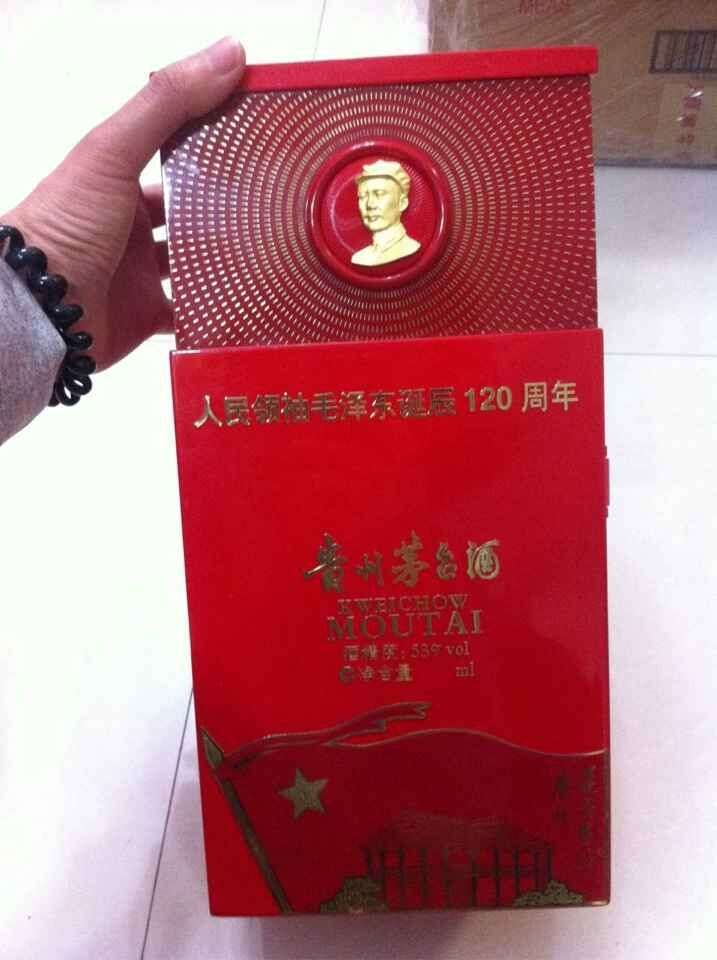 MEAS
人民领袖毛泽东诞辰120周年
贵州茅台酒
KWEICHOW
MOUTAI
酒精度:53% vol
净含量 ml